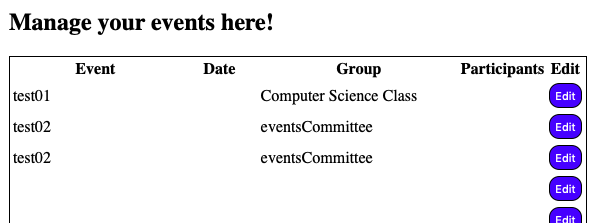 Manage your events here!
Event Date Group Participants Edit
test01 Computer Science Class Edit
test02 eventsCommittee Edit
test02 eventsCommittee Edit
Edit
Edit